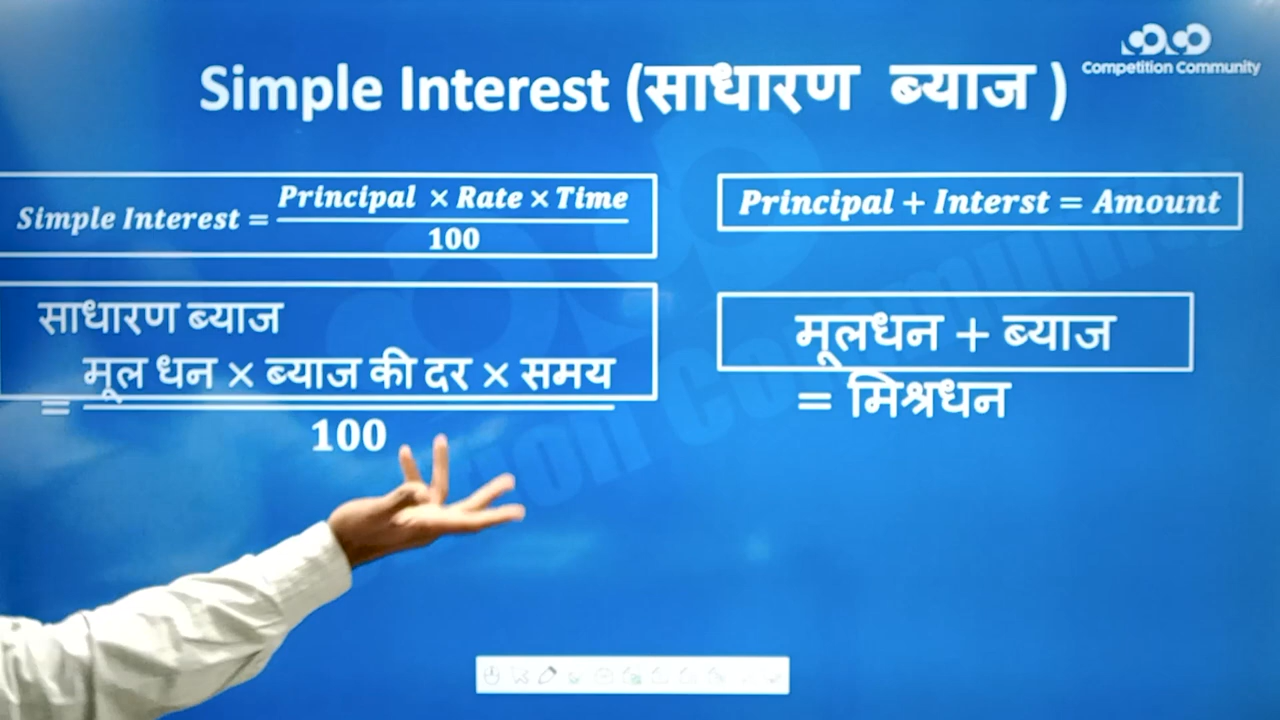 Competition Community
Simple Interest (साधारण ब्याज )
Simple Interest = Principal × Rate × Time
100
Principal + Interst = Amount
साधारण ब्याज
= मूल धन × ब्याज की दर × समय
100
मूलधन + ब्याज
= मिश्रधन